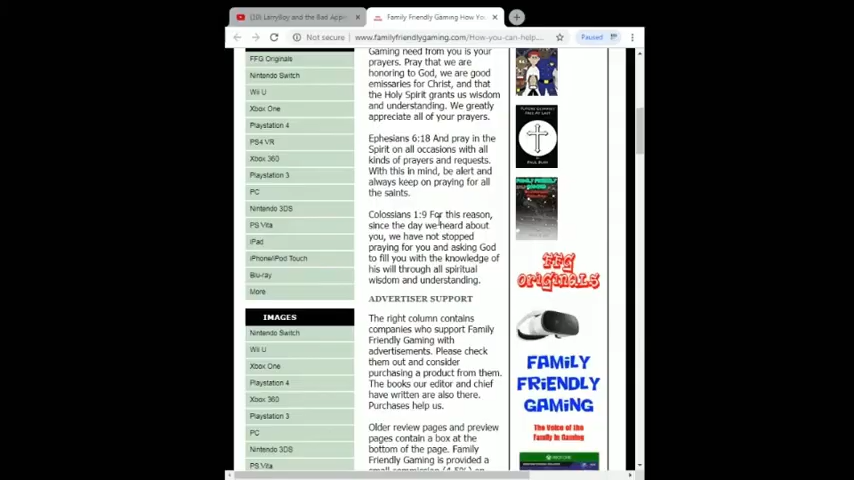 (10) LarryBoy and the Bad Apple
Family Friendly Gaming How You
Not secure
www.familyfriendlygaming.com/How-you-can-help...
Paused
FFG Originals
Nintendo Switch
Wii U
Xbox One
Playstation 4
PS4 VR
Xbox 360
Playstation 3
PC
Nintendo 3DS
PS Vita
iPad
iPhone/iPod Touch
Blu-ray
More
IMAGES
Nintendo Switch
Wii U
Xbox One
Playstation 4
Xbox 360
Playstation 3
PC
Nintendo 3DS
PS Vita
Gaming need from you is your
prayers. Pray that we are
honoring to God, we are good
emissaries for Christ, and that
the Holy Spirit grants us wisdom
and understanding. We greatly
appreciate all of your prayers.
Ephesians 6:18 And pray in the
Spirit on all occasions with all
kinds of prayers and requests.
With this in mind, be alert and
always keep on praying for all
the saints.
Colossians 1:9 For this reason,
since the day we heard about
you, we have not stopped
praying for you and asking God
to fill you with the knowledge of
his will through all spiritual
wisdom and understanding.
ADVERTISER SUPPORT
The right column contains
companies who support Family
Friendly Gaming with
advertisements. Please check
them out and consider
purchasing a product from them.
The books our editor and chief
have written are also there.
Purchases help us.
Older review pages and preview
pages contain a box at the
bottom of the page. Family
Friendly Gaming is provided a
small commission (4.5%) on
FFG
ORiGiNALS
FAMiLY
FRiENDLY
GAMiNG
The Voice of the
Family in Gaming
XBOX ONE